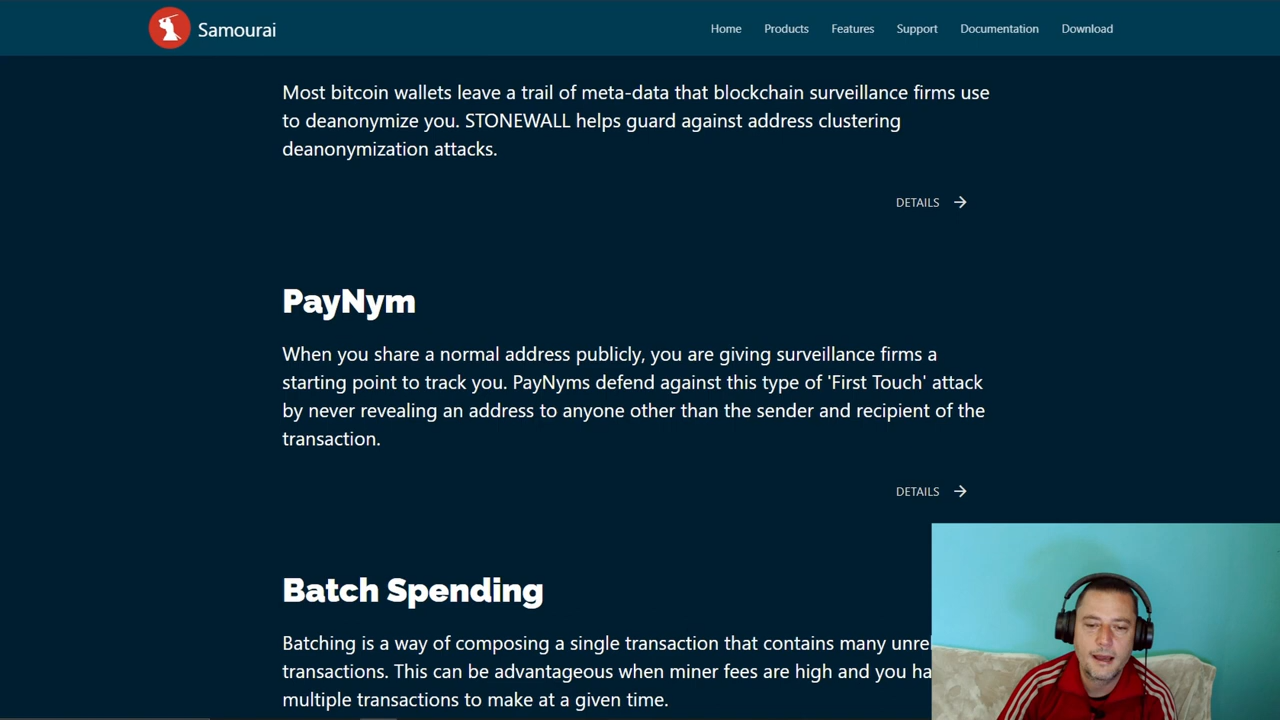 Samourai
Home Products Features Support Documentation Download
Most bitcoin wallets leave a trail of meta-data that blockchain surveillance firms use
to deanonymize you. STONEWALL helps guard against address clustering
deanonymization attacks.
DETAILS →
PayNym
When you share a normal address publicly, you are giving surveillance firms a
starting point to track you. PayNyms defend against this type of 'First Touch' attack
by never revealing an address to anyone other than the sender and recipient of the
transaction.
DETAILS →
Batch Spending
Batching is a way of composing a single transaction that contains many
transactions. This can be advantageous when miner fees are high and you
multiple transactions to make at a given time.